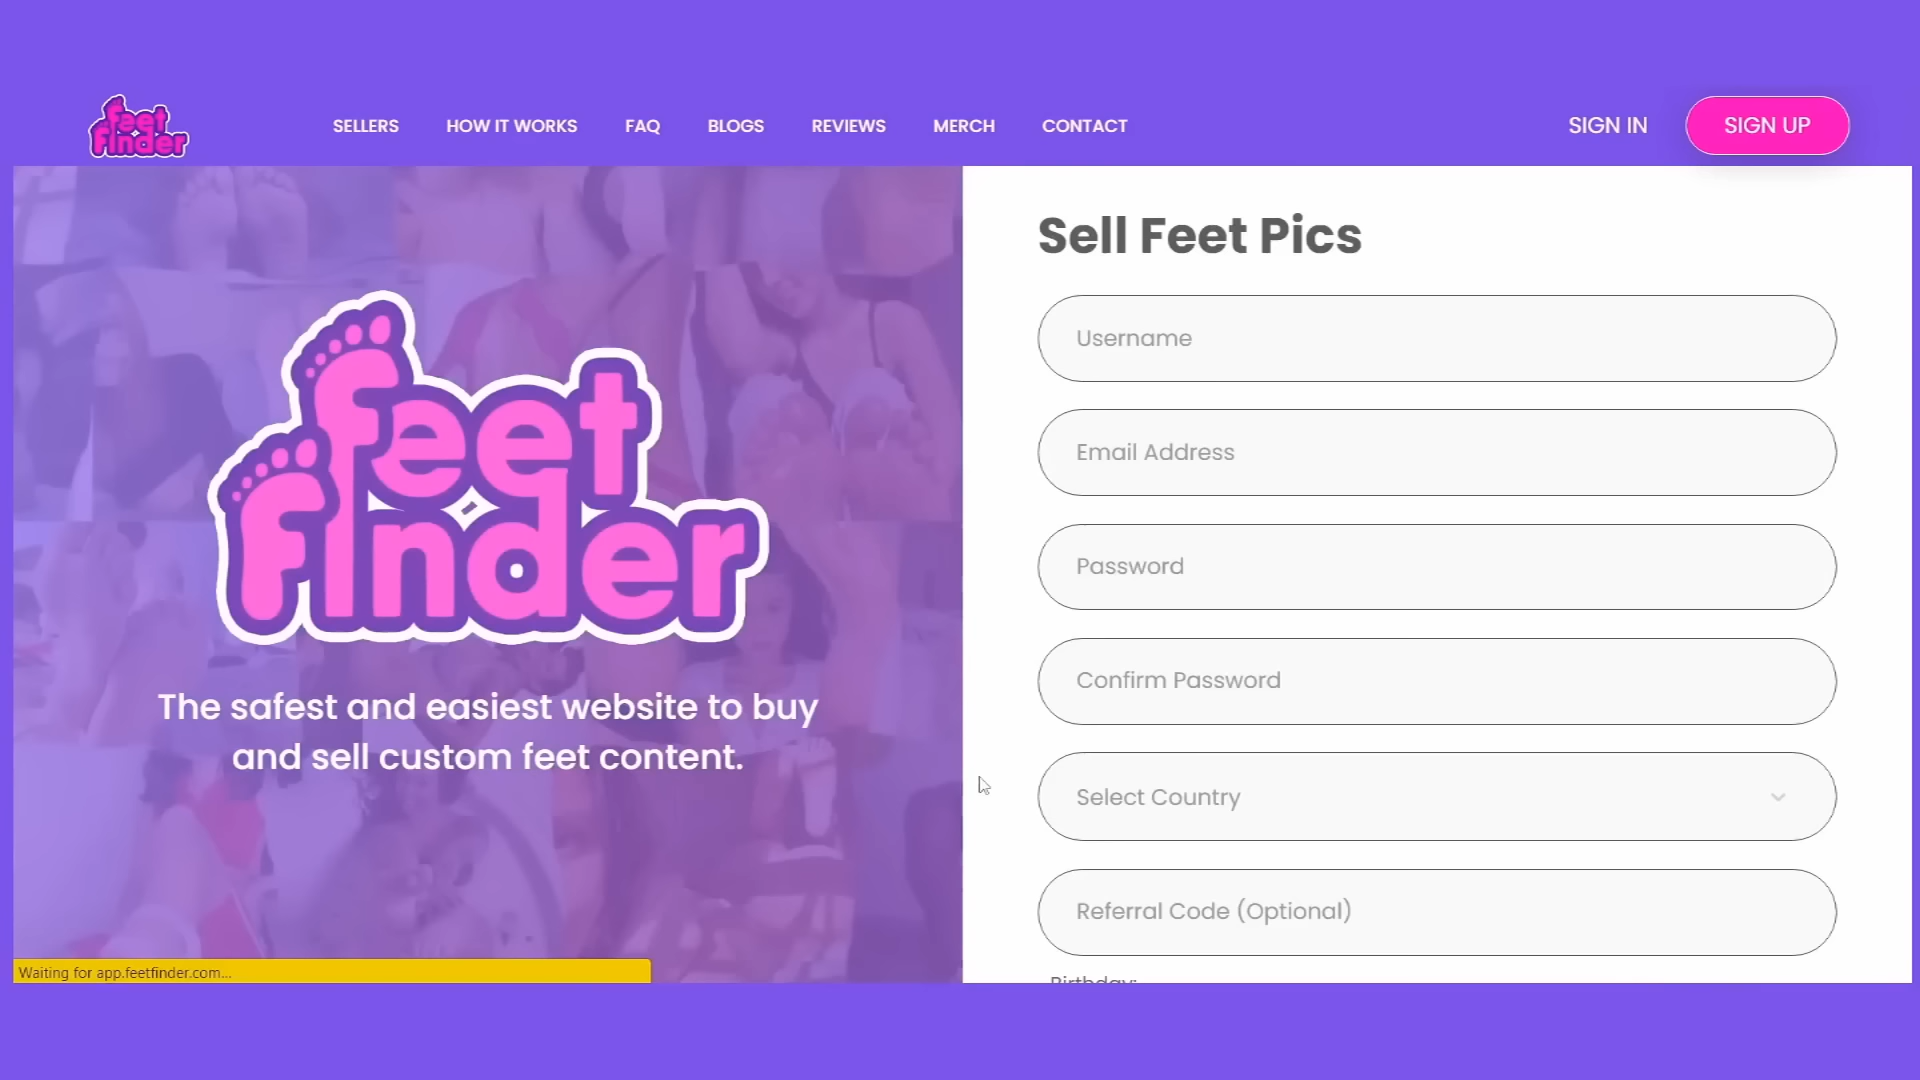 feet
finder
SELLERS
HOW IT WORKS
FAQ
BLOGS
REVIEWS
MERCH
CONTACT
SIGN IN
SIGN UP
feet
finder
The safest and easiest website to buy
and sell custom feet content.
Waiting for app.feetfinder.com...
Sell Feet Pics
Username
Email Address
Password
Confirm Password
Select Country
Referral Code (Optional)
Birthday: